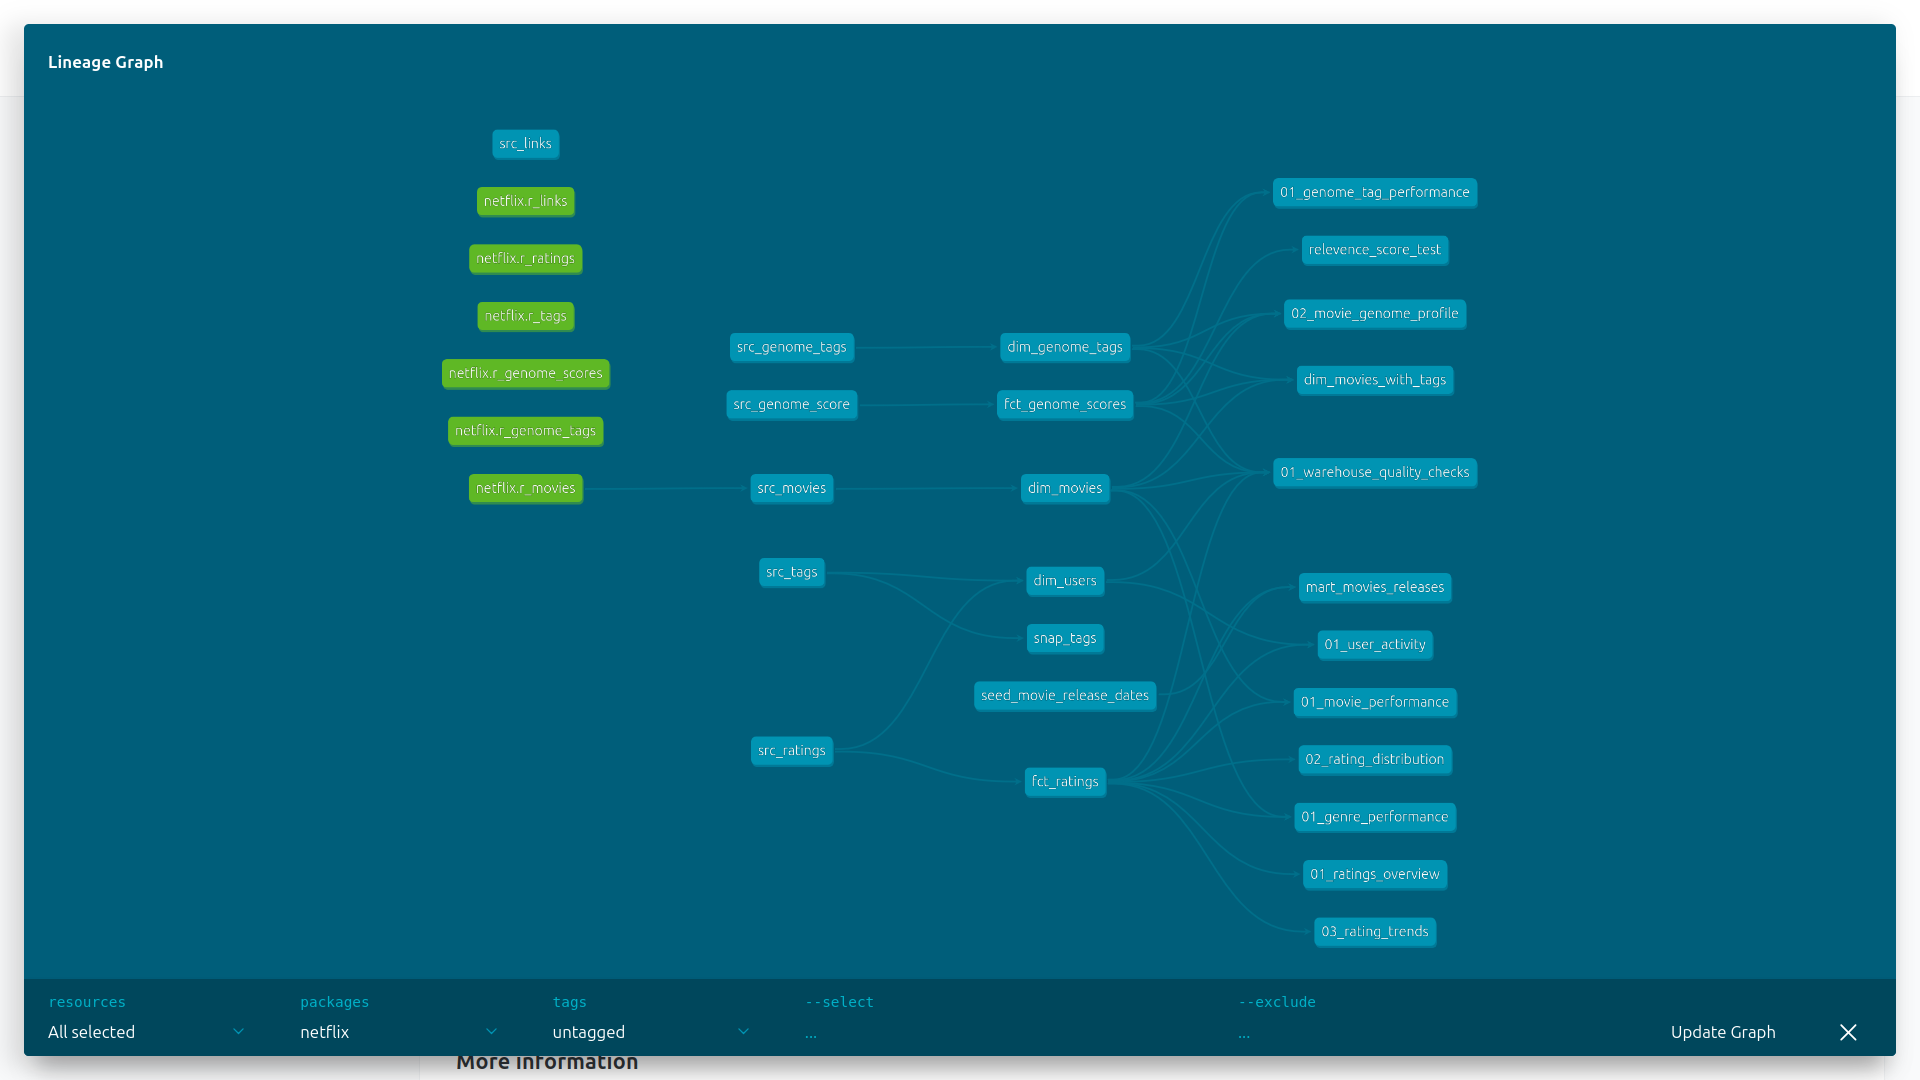 Lineage Graph
src_links
netflix.r_links
netflix.r_ratings
netflix.r_tags
netflix.r_genome_scores
netflix.r_genome_tags
netflix.r_movies
src_genome_tags
src_genome_score
src_movies
src_tags
src_ratings
dim_genome_tags
fct_genome_scores
dim_movies
dim_users
snap_tags
seed_movie_release_dates
fct_ratings
01_genome_tag_performance
relevence_score_test
02_movie_genome_profile
dim_movies_with_tags
01_warehouse_quality_checks
mart_movies_releases
01_user_activity
01_movie_performance
02_rating_distribution
01_genre_performance
01_ratings_overview
03_rating_trends
resources
All selected
packages
netflix
tags
untagged
--select
...
--exclude
...
Update Graph
More information